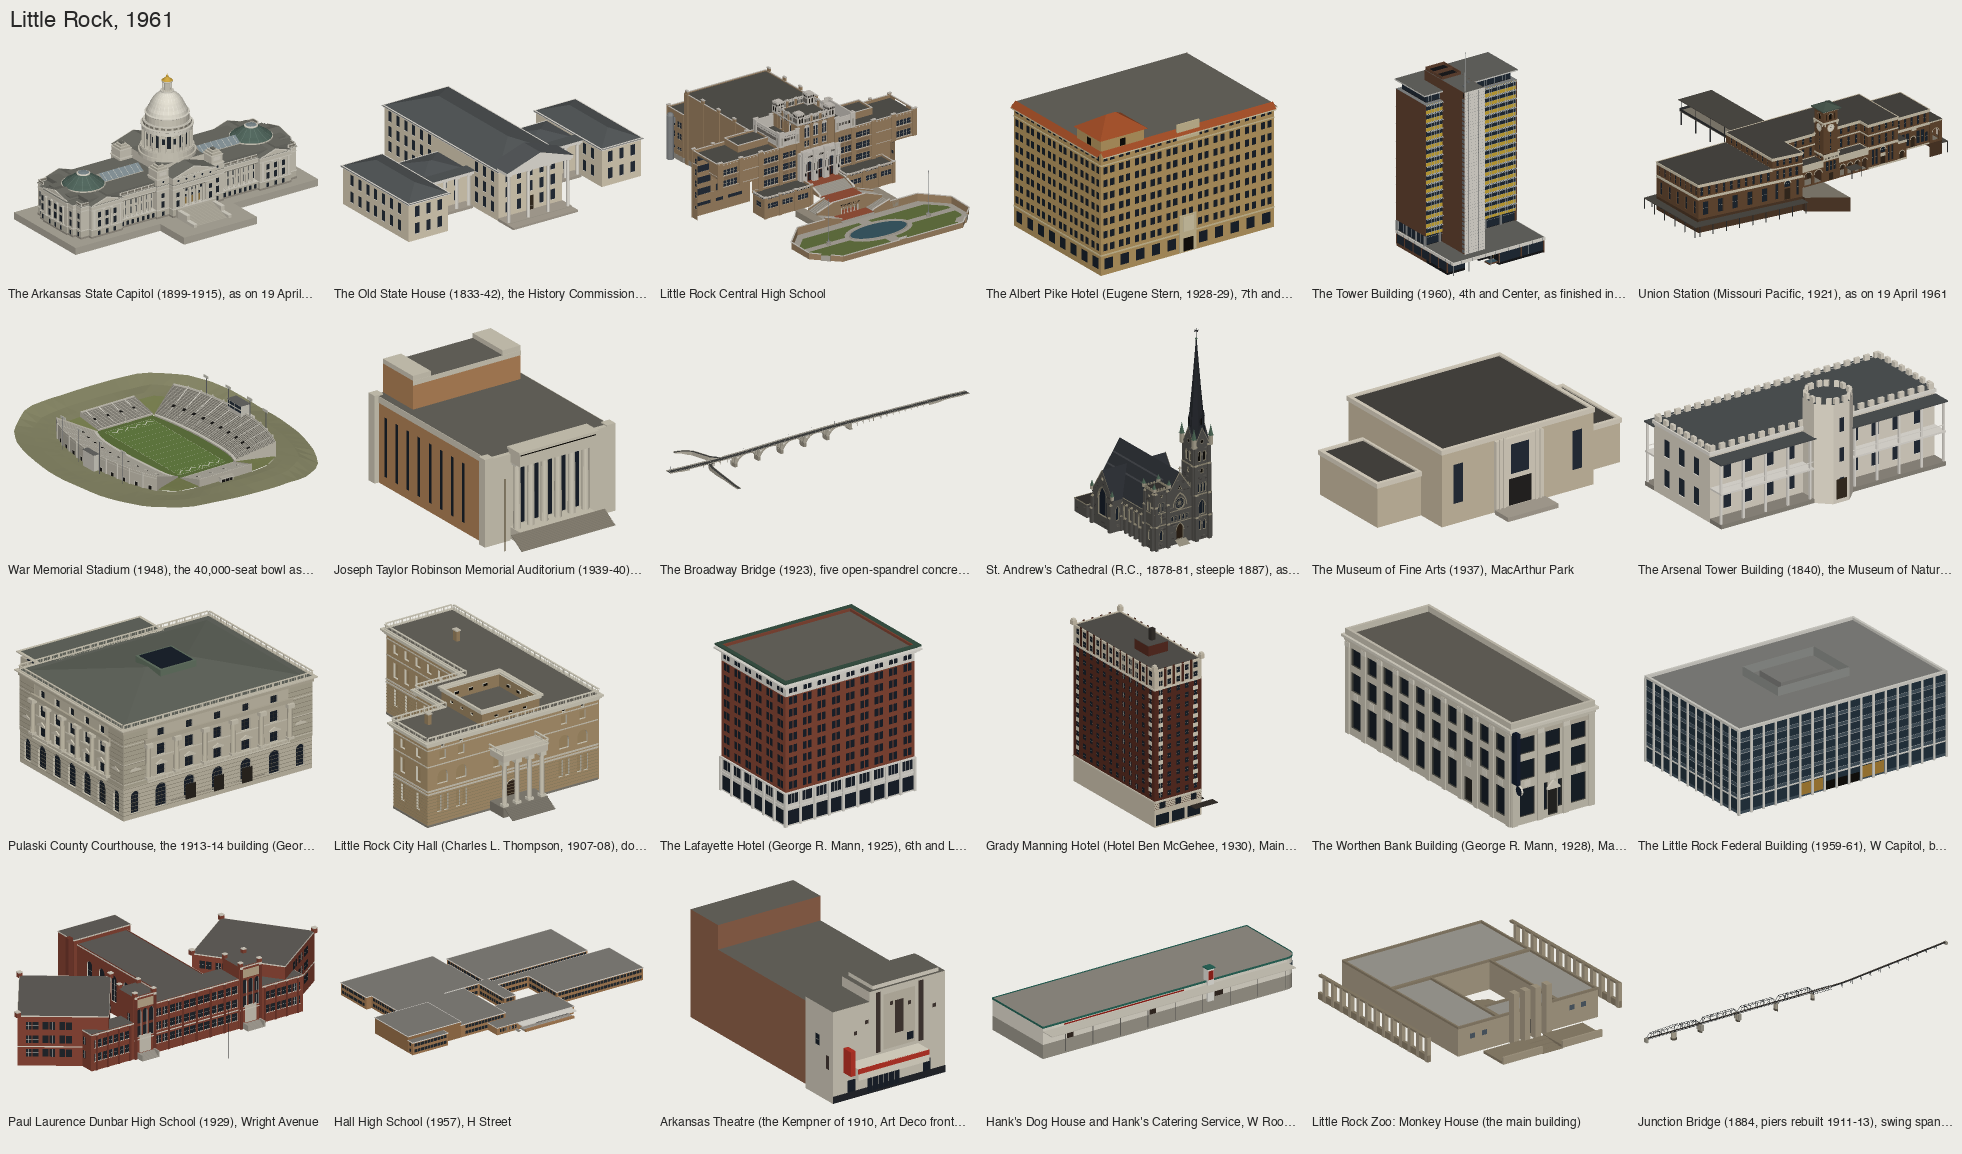 Little Rock, 1961
The Arkansas State Capitol (1899-1915), as on 19 April...
The Old State House (1833-42), the History Commission...
Little Rock Central High School
The Albert Pike Hotel (Eugene Stern, 1928-29), 7th and...
The Tower Building (1960), 4th and Center, as finished in...
Union Station (Missouri Pacific, 1921), as on 19 April 1961
War Memorial Stadium (1948), the 40,000-seat bowl as...
Joseph Taylor Robinson Memorial Auditorium (1939-40)...
The Broadway Bridge (1923), five open-spandrel concre...
St. Andrew's Cathedral (R.C., 1878-81, steeple 1887), as...
The Museum of Fine Arts (1937), MacArthur Park
The Arsenal Tower Building (1840), the Museum of Natur...
Pulaski County Courthouse, the 1913-14 building (Geor...
Little Rock City Hall (Charles L. Thompson, 1907-08), do...
The Lafayette Hotel (George R. Mann, 1925), 6th and L...
Grady Manning Hotel (Hotel Ben McGehee, 1930), Main...
The Worthen Bank Building (George R. Mann, 1928), Ma...
The Little Rock Federal Building (1959-61), W Capitol, b...
Paul Laurence Dunbar High School (1929), Wright Avenue
Hall High School (1957), H Street
Arkansas Theatre (the Kempner of 1910, Art Deco front...
Hank's Dog House and Hank's Catering Service, W Roo...
Little Rock Zoo: Monkey House (the main building)
Junction Bridge (1884, piers rebuilt 1911-13), swing span...